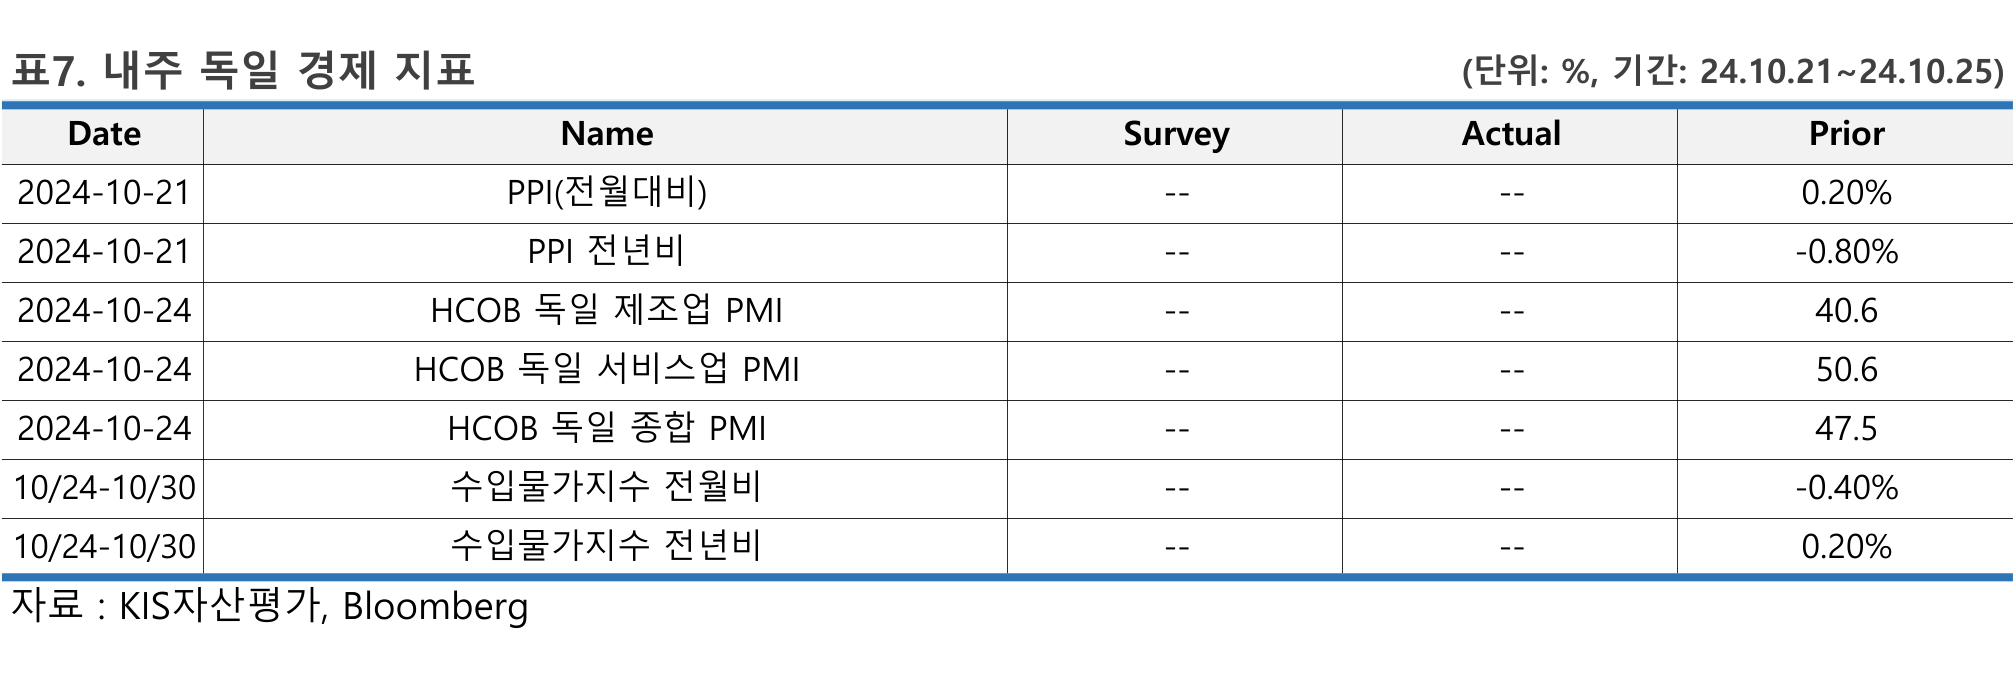 표7. 내주 독일 경제 지표 (단위: %, 기간: 24.10.21~24.10.25)
Date Name Survey Actual Prior
2024-10-21 PPI(전월대비) -- -- 0.20%
2024-10-21 PPI 전년비 -- -- -0.80%
2024-10-24 HCOB 독일 제조업 PMI -- -- 40.6
2024-10-24 HCOB 독일 서비스업 PMI -- -- 50.6
2024-10-24 HCOB 독일 종합 PMI -- -- 47.5
10/24-10/30 수입물가지수 전월비 -- -- -0.40%
10/24-10/30 수입물가지수 전년비 -- -- 0.20%
자료 : KIS자산평가, Bloomberg